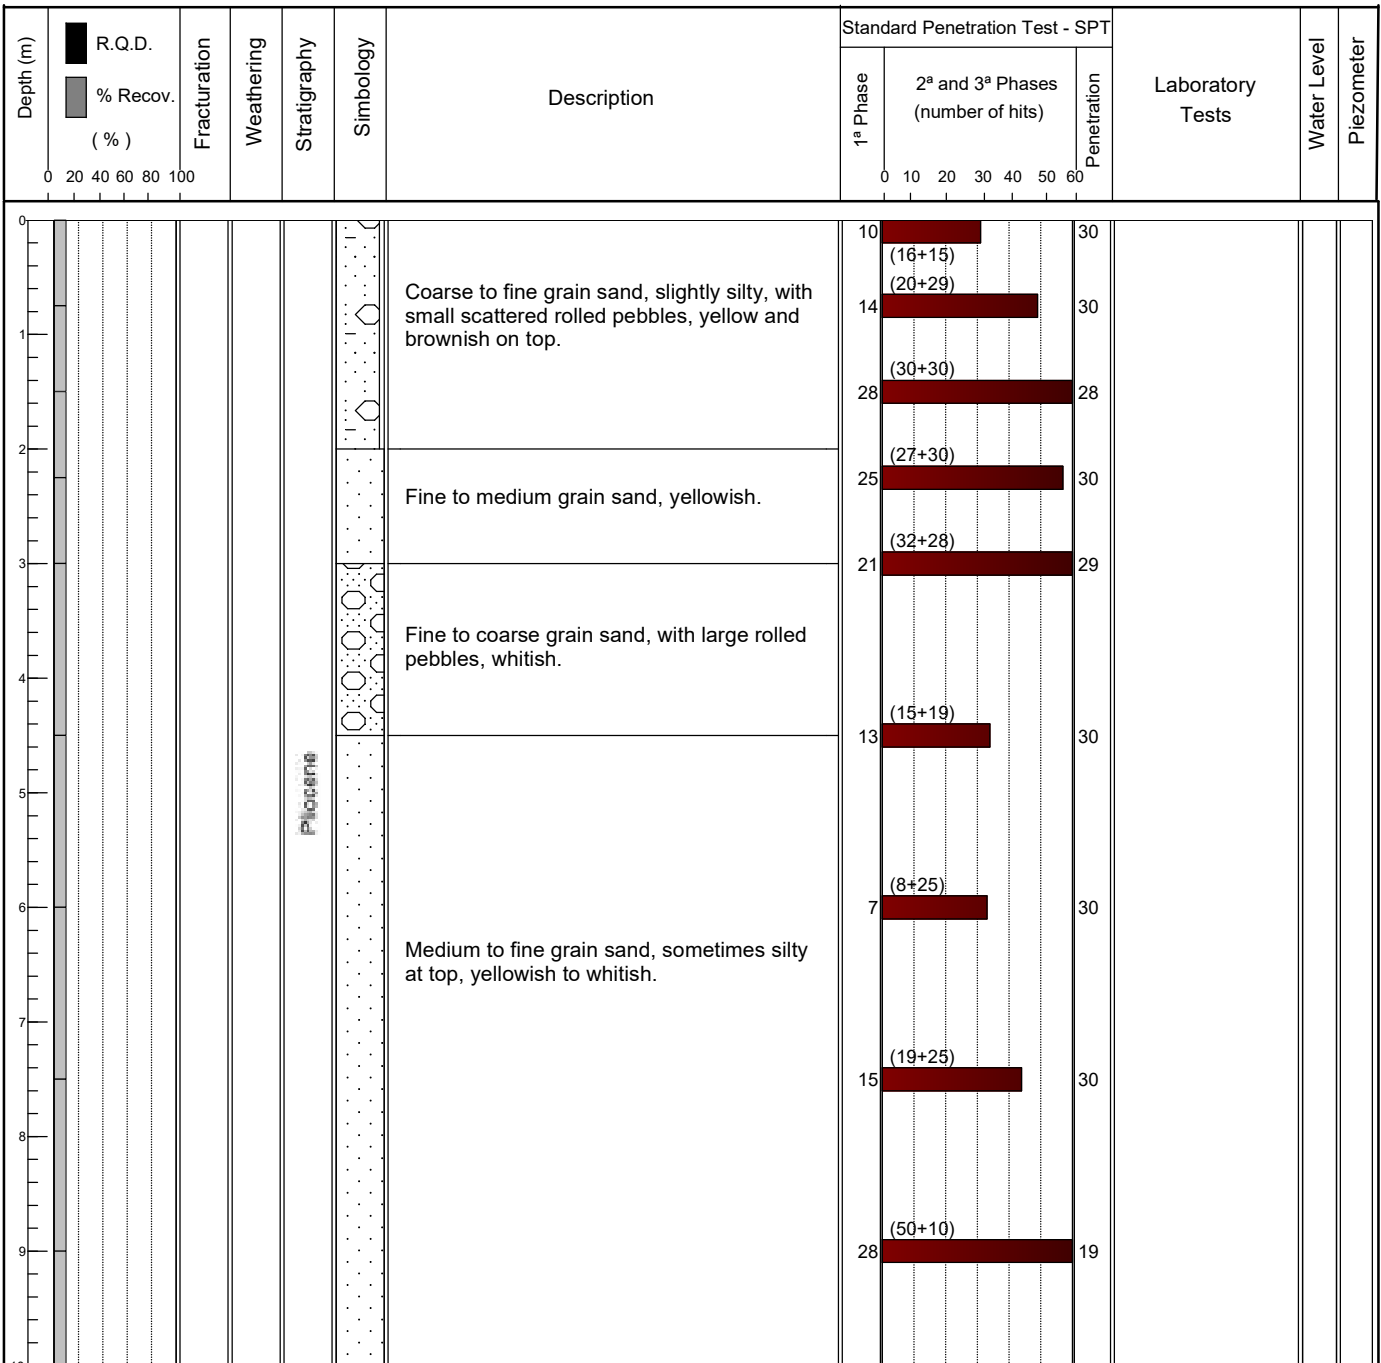 Depth (m)
R.Q.D.
% Recov.
( % )
0 20 40 60 80 100
Fracturation
Weathering
Stratigraphy
Simbology
Description
Standard Penetration Test - SPT
1ª Phase
2ª and 3ª Phases
(number of hits)
0 10 20 30 40 50 60
Penetration
Laboratory
Tests
Water Level
Piezometer
0
10
30
(16+15)
Coarse to fine grain sand, slightly silty, with
small scattered rolled pebbles, yellow and
brownish on top.
(20+29)
14
30
1
(30+30)
28
28
2
(27+30)
25
30
Fine to medium grain sand, yellowish.
(32+28)
3
21
29
Fine to coarse grain sand, with large rolled
pebbles, whitish.
4
(15+19)
13
30
Pliocene
5
(8+25)
6
7
30
Medium to fine grain sand, sometimes silty
at top, yellowish to whitish.
7
(19+25)
15
30
8
(50+10)
9
28
19